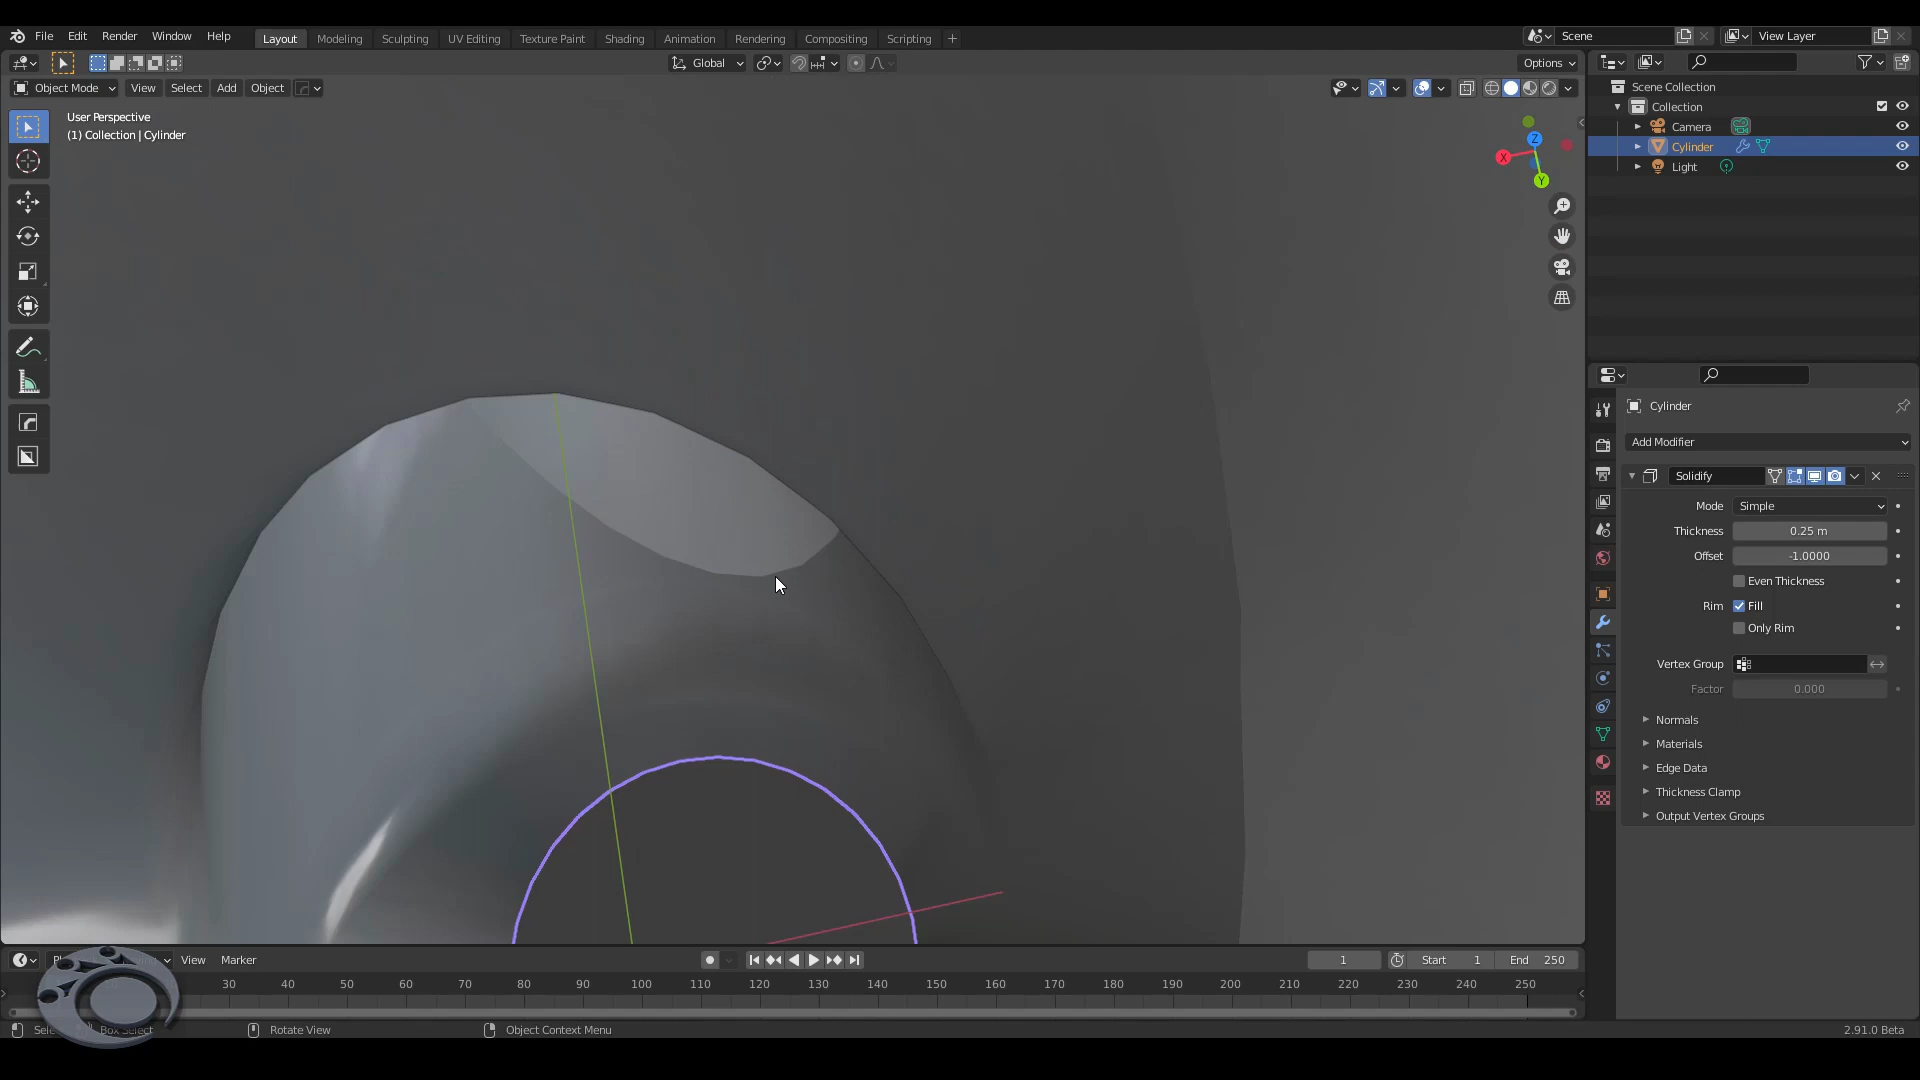 File Edit Render Window Help Layout Modeling Sculpting UV Editing Texture Paint Shading Animation Rendering Compositing Scripting + Scene View Layer
Global Options
Object Mode View Select Add Object
User Perspective
(1) Collection | Cylinder
Z
X
Y
Scene Collection
Collection
Camera
Cylinder
Light
Cylinder
Add Modifier
Solidify
Mode Simple
Thickness 0.25 m
Offset -1.0000
Even Thickness
Rim Fill
Only Rim
Vertex Group
Factor 0.000
Normals
Materials
Edge Data
Thickness Clamp
Output Vertex Groups
View Marker 1 Start 1 End 250
30 40 50 60 70 80 90 100 110 120 130 140 150 160 170 180 190 200 210 220 230 240 250
Box Select Rotate View Object Context Menu 2.91.0 Beta